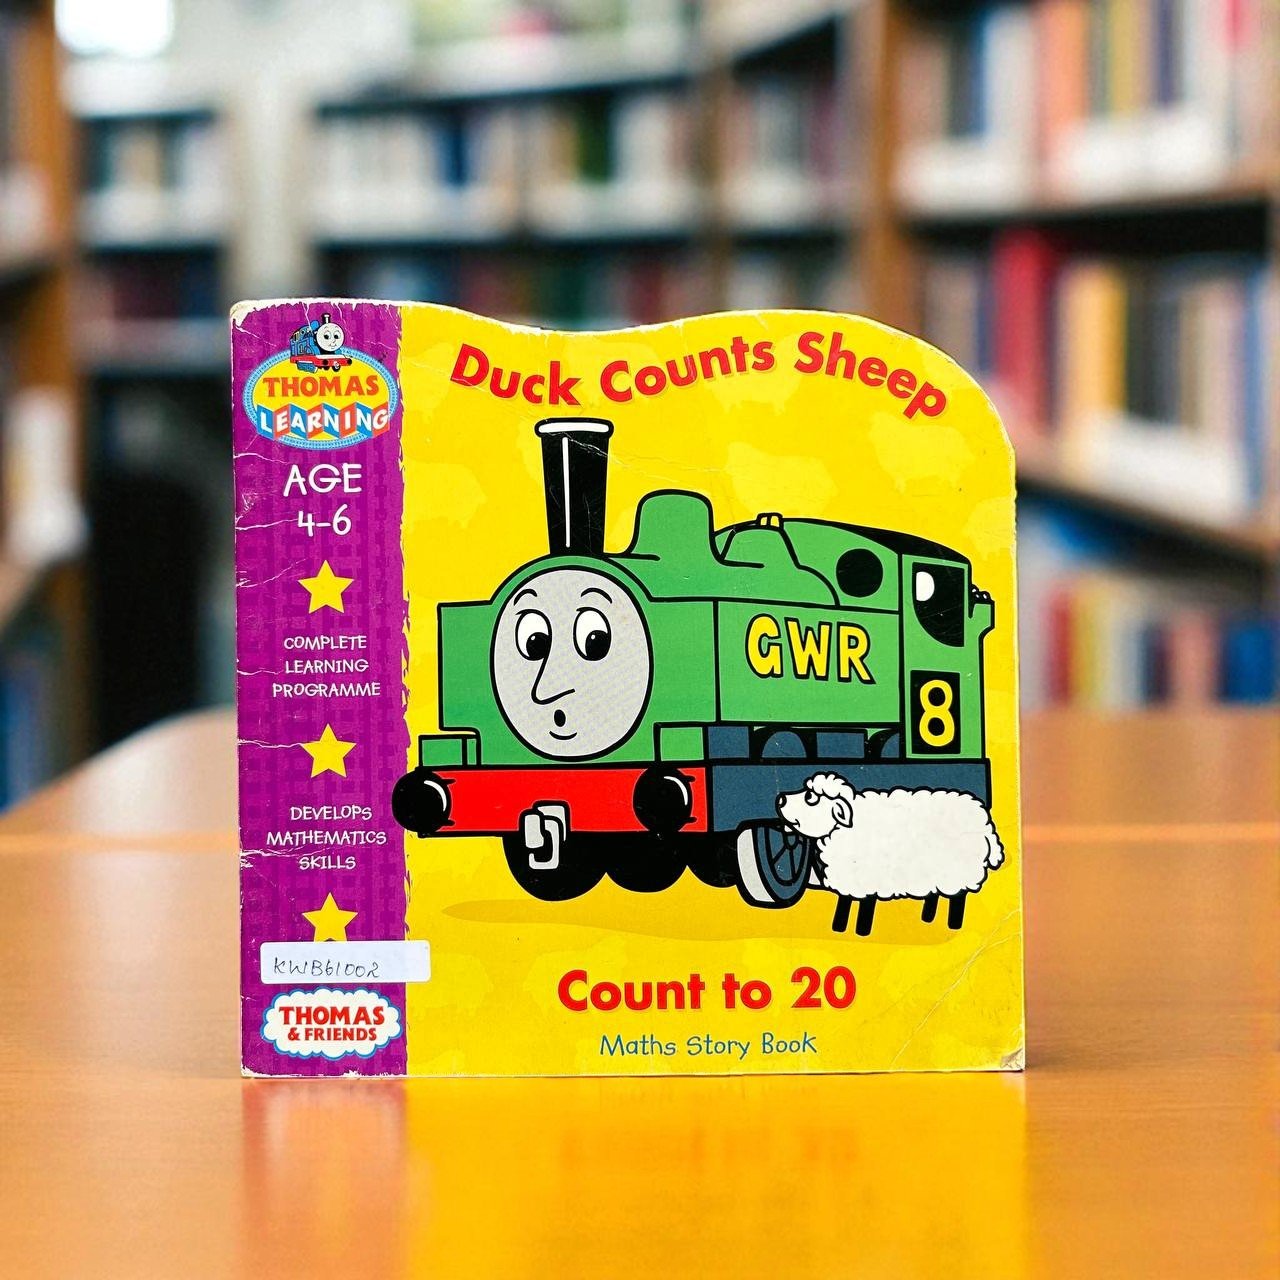 THOMAS
LEARNING
AGE
4-6
COMPLETE
LEARNING
PROGRAMME
DEVELOPS
MATHEMATICS
SKILLS
KWB61002
THOMAS
& FRIENDS
Duck Counts Sheep
GWR
8
Count to 20
Maths Story Book